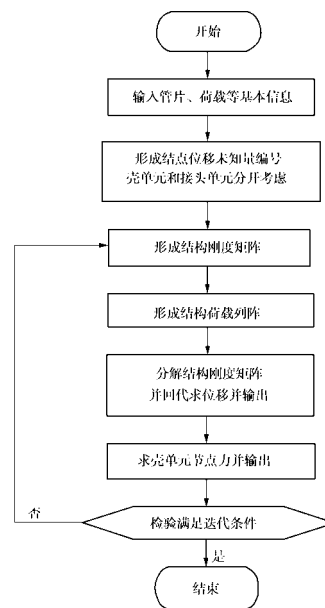 开始
输入管片、荷载等基本信息
形成结点位移未知量编号
壳单元和接头单元分开考虑
形成结构刚度矩阵
形成结构荷载列阵
分解结构刚度矩阵
并回代求位移并输出
求壳单元节点力并输出
否
检验满足迭代条件
是
结束